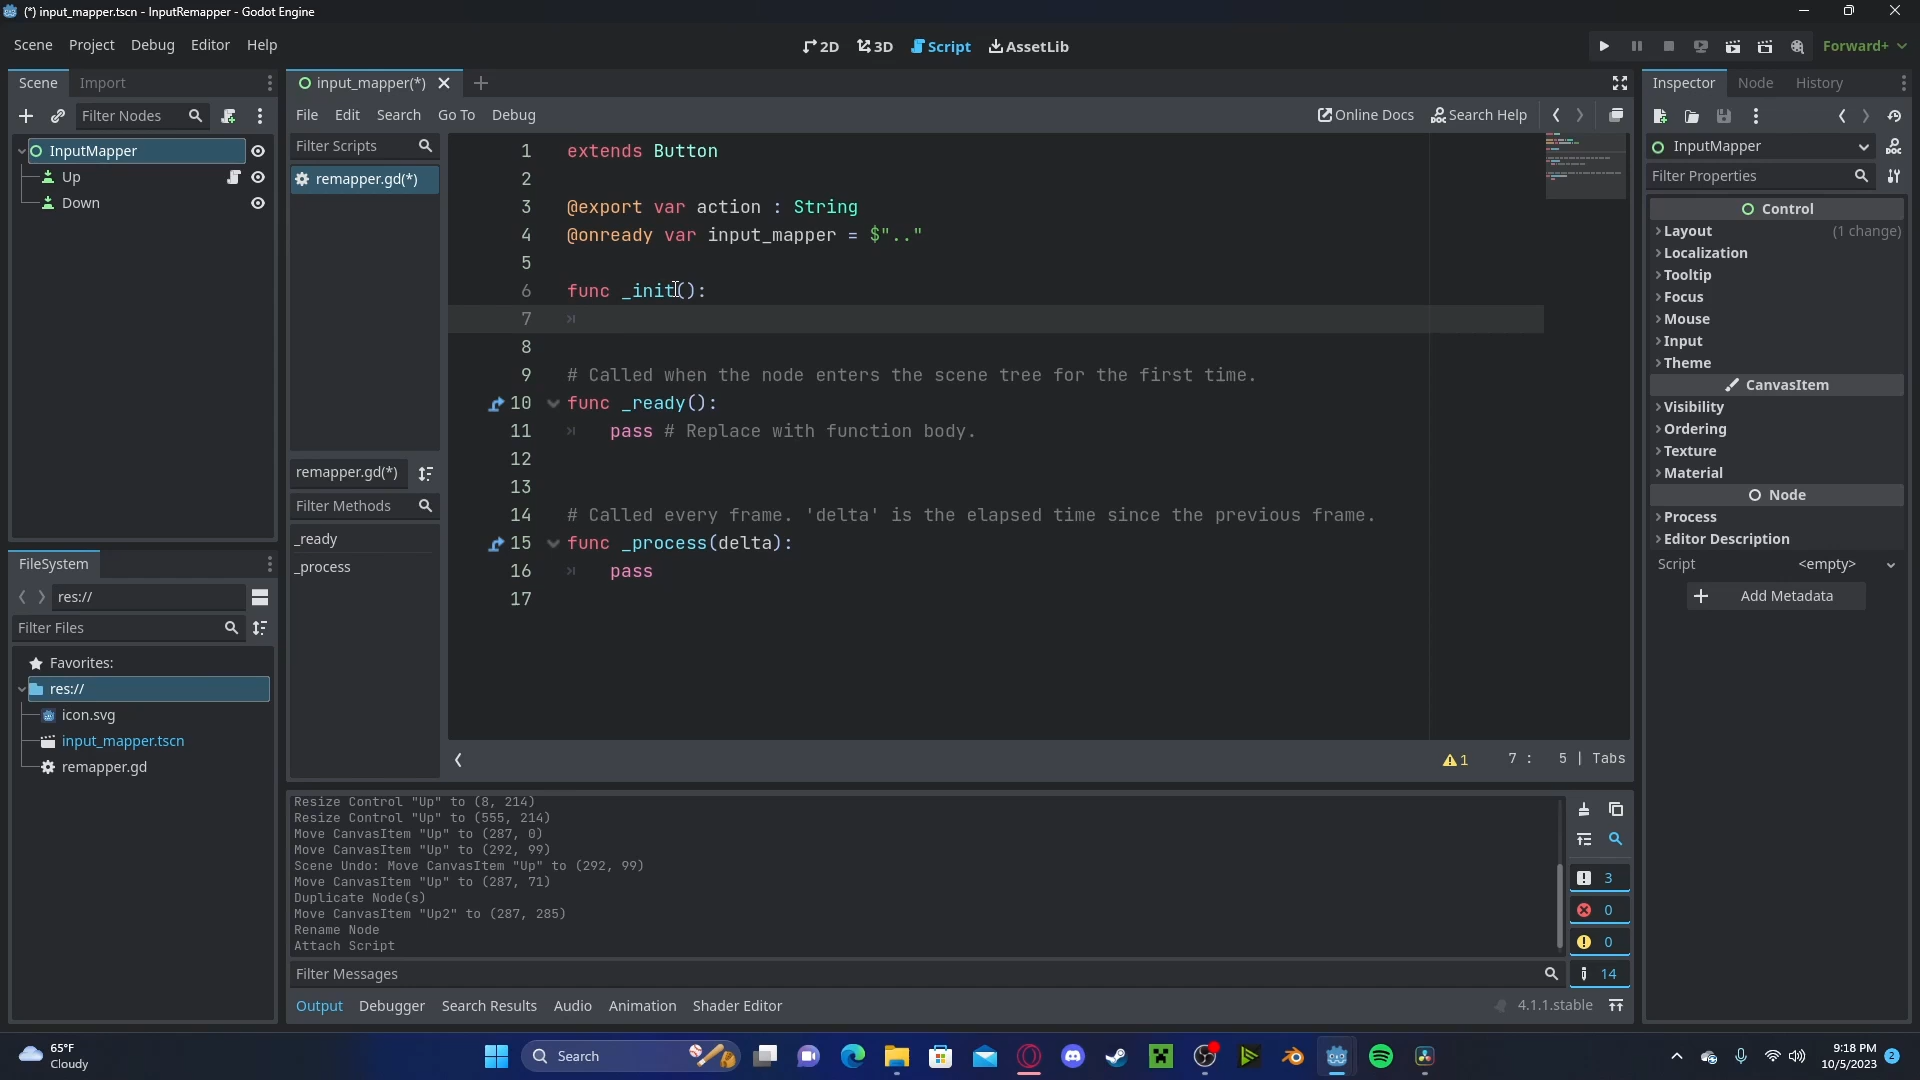 (*) input_mapper.tscn - InputRemapper - Godot Engine
Scene Project Debug Editor Help
2D 3D Script AssetLib
Forward+
Scene Import
input_mapper(*)
Inspector Node History
Filter Nodes
File Edit Search Go To Debug
Online Docs Search Help
InputMapper
Up
Down
Filter Scripts
remapper.gd(*)
1 extends Button
2
3 @export var action : String
4 @onready var input_mapper = $".."
5
6 func _init():
7
8
9 # Called when the node enters the scene tree for the first time.
10 func _ready():
11 pass # Replace with function body.
12
13
14 # Called every frame. 'delta' is the elapsed time since the previous frame.
15 func _process(delta):
16 pass
17
remapper.gd(*)
Filter Methods
_ready
_process
7 : 5 | Tabs
1
InputMapper
Filter Properties
Control
Layout (1 change)
Localization
Tooltip
Focus
Mouse
Input
Theme
CanvasItem
Visibility
Ordering
Texture
Material
Node
Process
Editor Description
Script <empty>
Add Metadata
FileSystem
res://
Filter Files
Favorites:
res://
icon.svg
input_mapper.tscn
remapper.gd
Resize Control "Up" to (8, 214)
Resize Control "Up" to (555, 214)
Move CanvasItem "Up" to (287, 0)
Move CanvasItem "Up" to (292, 99)
Scene Undo: Move CanvasItem "Up" to (292, 99)
Move CanvasItem "Up" to (287, 71)
Duplicate Node(s)
Move CanvasItem "Up2" to (287, 285)
Rename Node
Attach Script
3
0
0
14
Filter Messages
Output Debugger Search Results Audio Animation Shader Editor
4.1.1.stable
65°F
Cloudy
Search
9:18 PM
10/5/2023
2